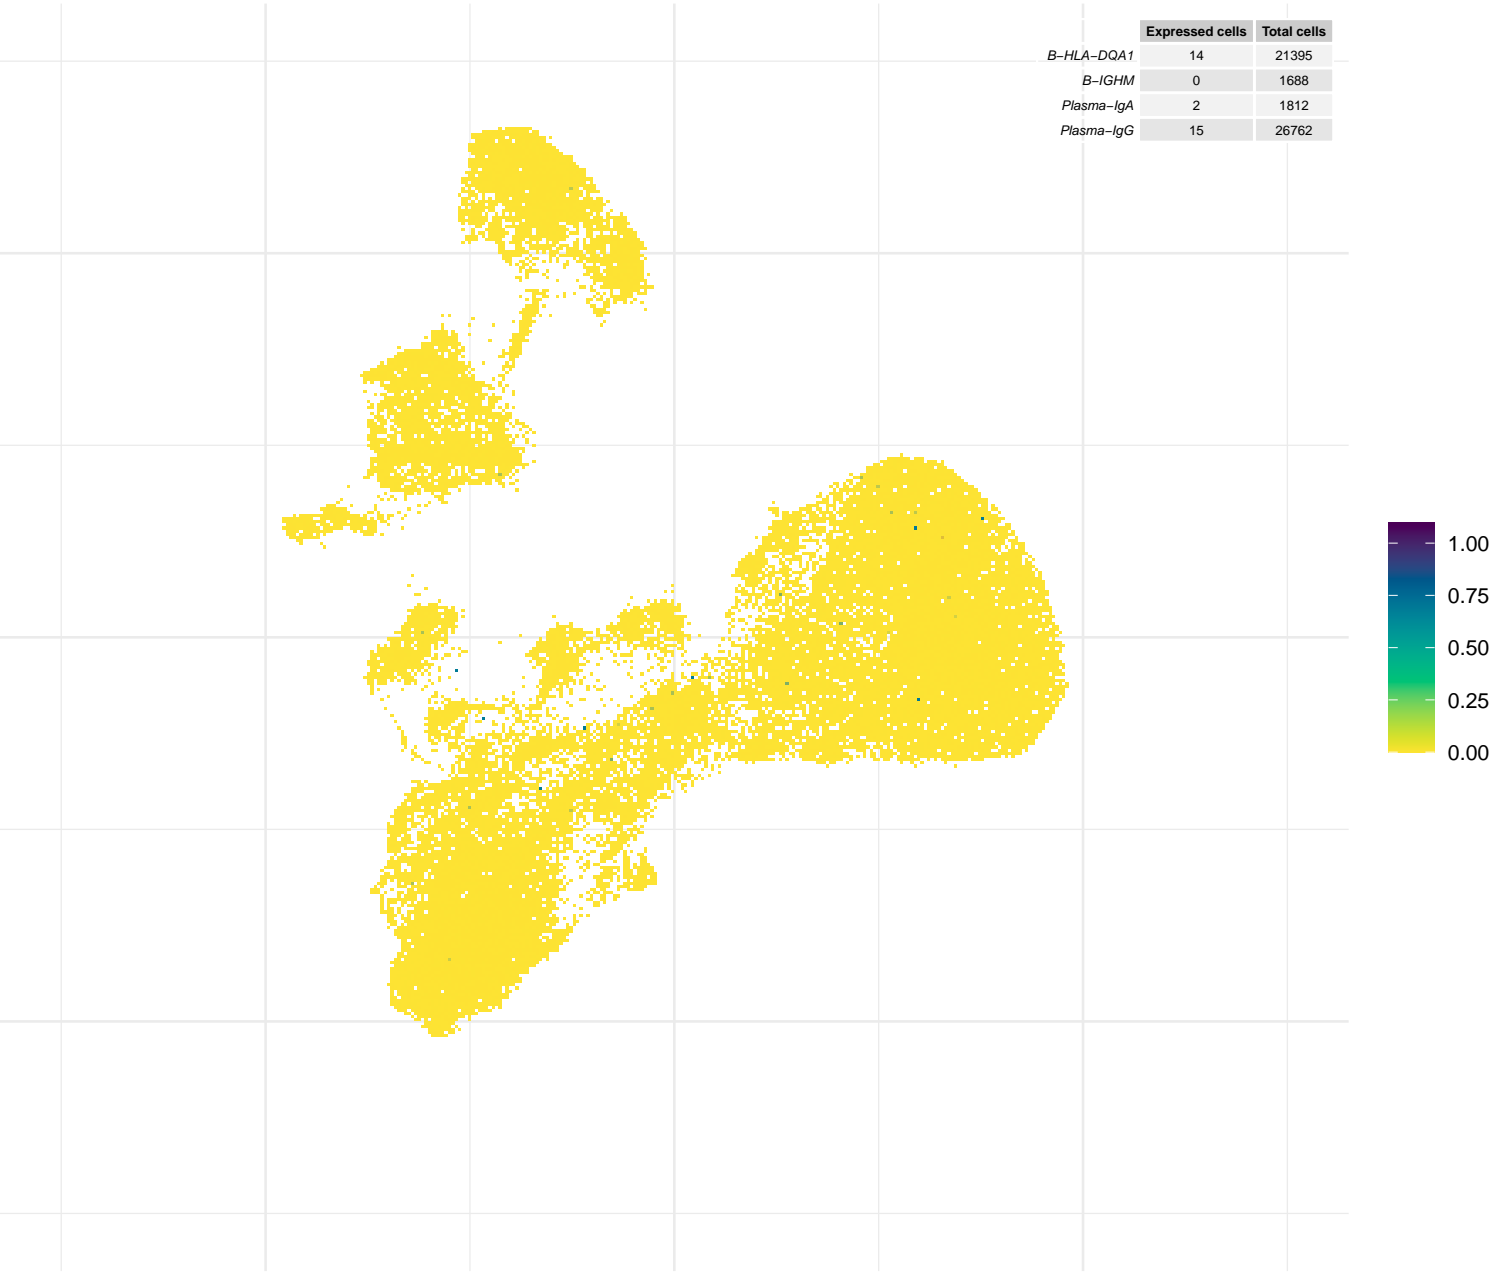 Expressed cells Total cells
B−HLA−DQA1 14 21395
B−IGHM 0 1688
Plasma−IgA 2 1812
Plasma−IgG 15 26762
1.00
0.75
0.50
0.25
0.00